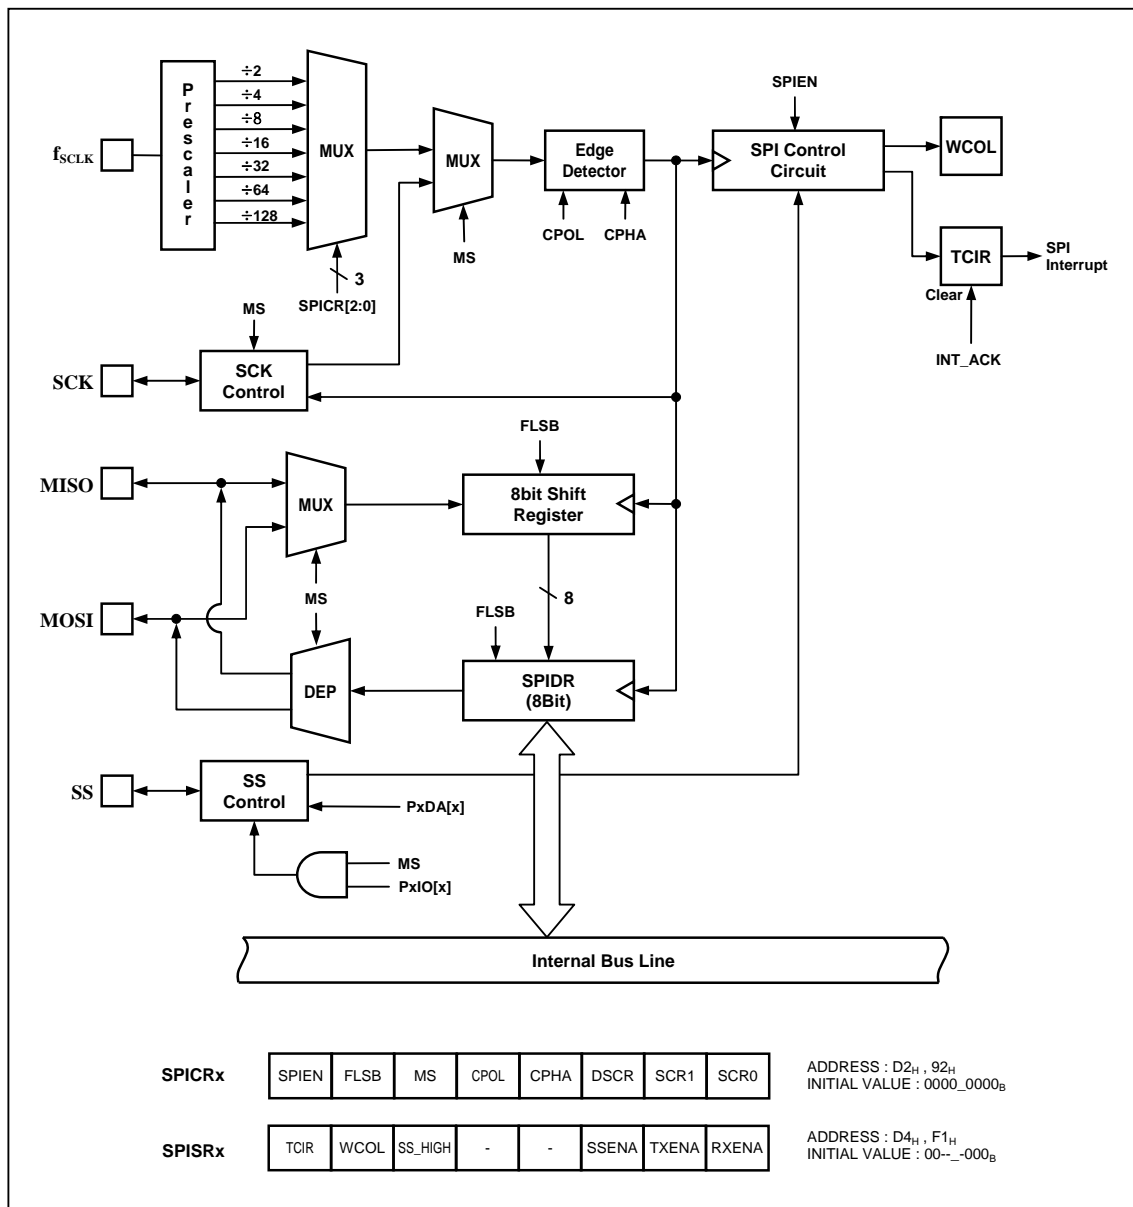 ÷2
÷4
÷8
÷16
÷32
÷64
÷128
Prescaler
fSCLK
MUX
3
SPICR[2:0]
MUX
MS
Edge
Detector
CPOL
CPHA
SPIEN
SPI Control
Circuit
WCOL
TCIR
SPI
Interrupt
Clear
INT_ACK
MS
SCK
SCK
Control
FLSB
MISO
MUX
8bit Shift
Register
MS
8
MOSI
FLSB
DEP
SPIDR
(8Bit)
SS
SS
Control
PxDA[x]
MS
PxIO[x]
Internal Bus Line
SPICRx SPIEN FLSB MS CPOL CPHA DSCR SCR1 SCR0
ADDRESS : D2H , 92H
INITIAL VALUE : 0000_0000B
SPISRx TCIR WCOL SS_HIGH - - SSENA TXENA RXENA
ADDRESS : D4H , F1H
INITIAL VALUE : 00--_-000B